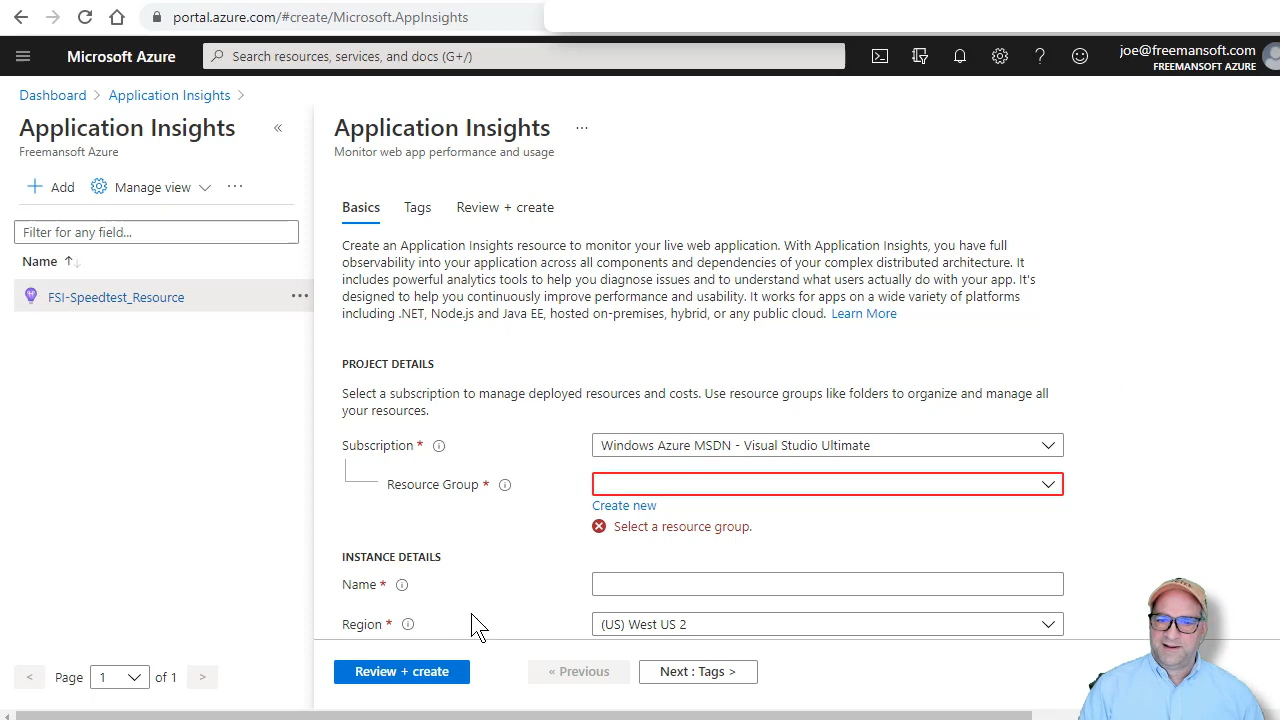 portal.azure.com/#create/Microsoft.AppInsights
Microsoft Azure
Search resources, services, and docs (G+/)
joe@freemansoft.com
FREEMANSOFT AZURE
Dashboard > Application Insights >
Application Insights «
Freemansoft Azure
+ Add Manage view ...
Filter for any field...
Name ↑↓
FSI-Speedtest_Resource ...
< Page 1 of 1 >
Application Insights ...
Monitor web app performance and usage
Basics Tags Review + create
Create an Application Insights resource to monitor your live web application. With Application Insights, you have full
observability into your application across all components and dependencies of your complex distributed architecture. It
includes powerful analytics tools to help you diagnose issues and to understand what users actually do with your app. It's
designed to help you continuously improve performance and usability. It works for apps on a wide variety of platforms
including .NET, Node.js and Java EE, hosted on-premises, hybrid, or any public cloud. Learn More
PROJECT DETAILS
Select a subscription to manage deployed resources and costs. Use resource groups like folders to organize and manage all
your resources.
Subscription * Windows Azure MSDN - Visual Studio Ultimate
Resource Group *
Create new
Select a resource group.
INSTANCE DETAILS
Name *
Region * (US) West US 2
Review + create « Previous Next : Tags >